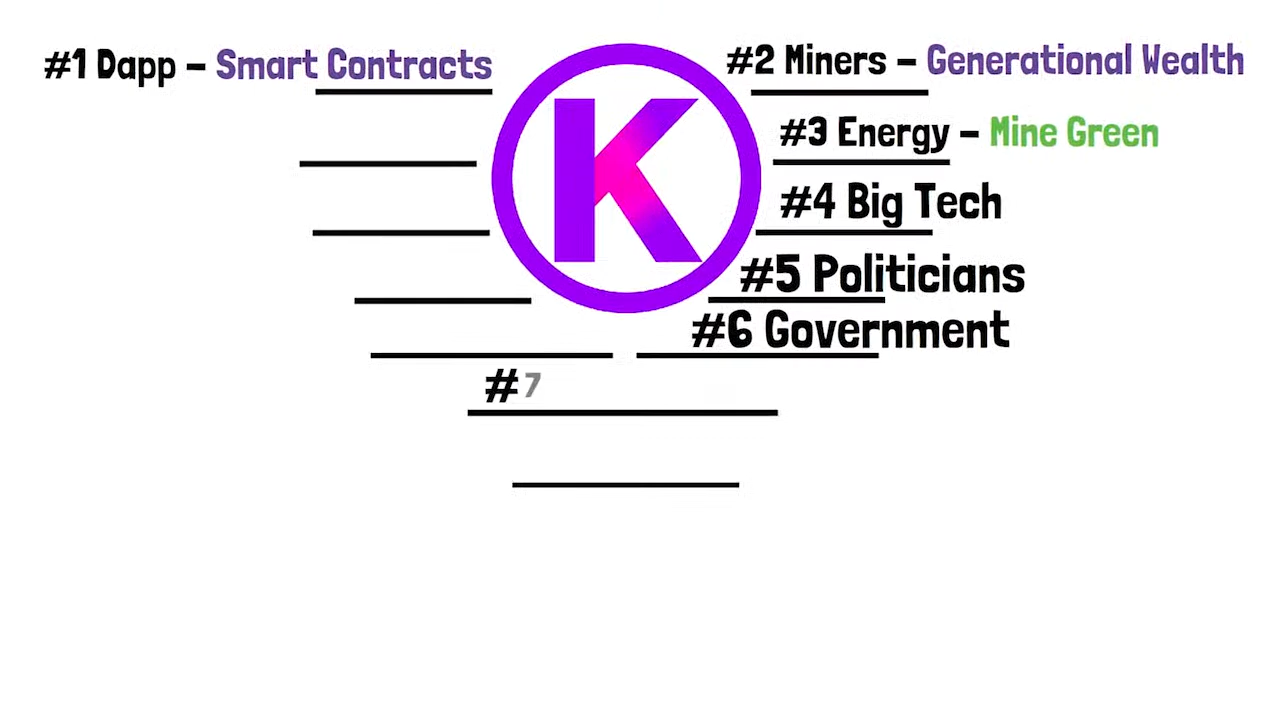 #1 Dapp – Smart Contracts
K
#2 Miners – Generational Wealth
#3 Energy – Mine Green
#4 Big Tech
#5 Politicians
#6 Government
#7